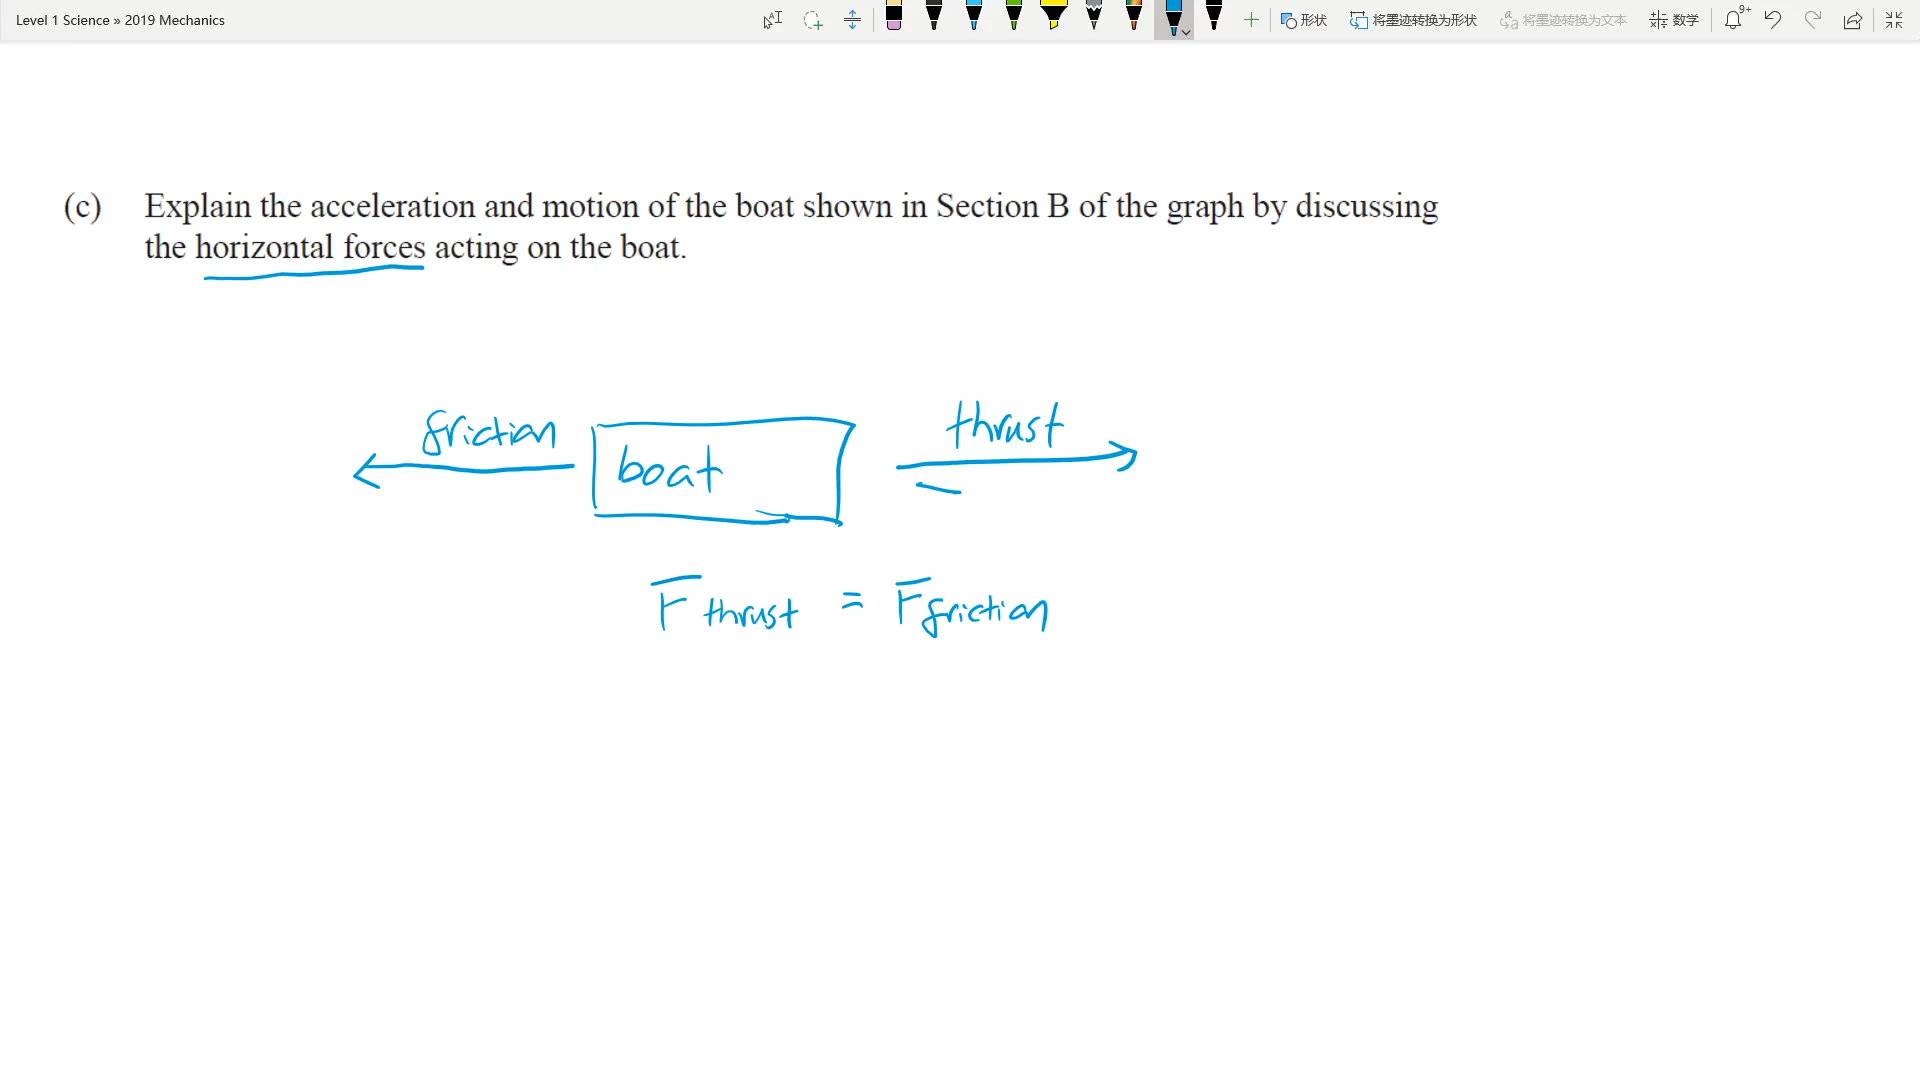 Level 1 Science » 2019 Mechanics
形状 将墨迹转换为形状 将墨迹转换为文本 数学 9+
(c) Explain the acceleration and motion of the boat shown in Section B of the graph by discussing
the horizontal forces acting on the boat.
friction boat thrust
F thrust = F friction